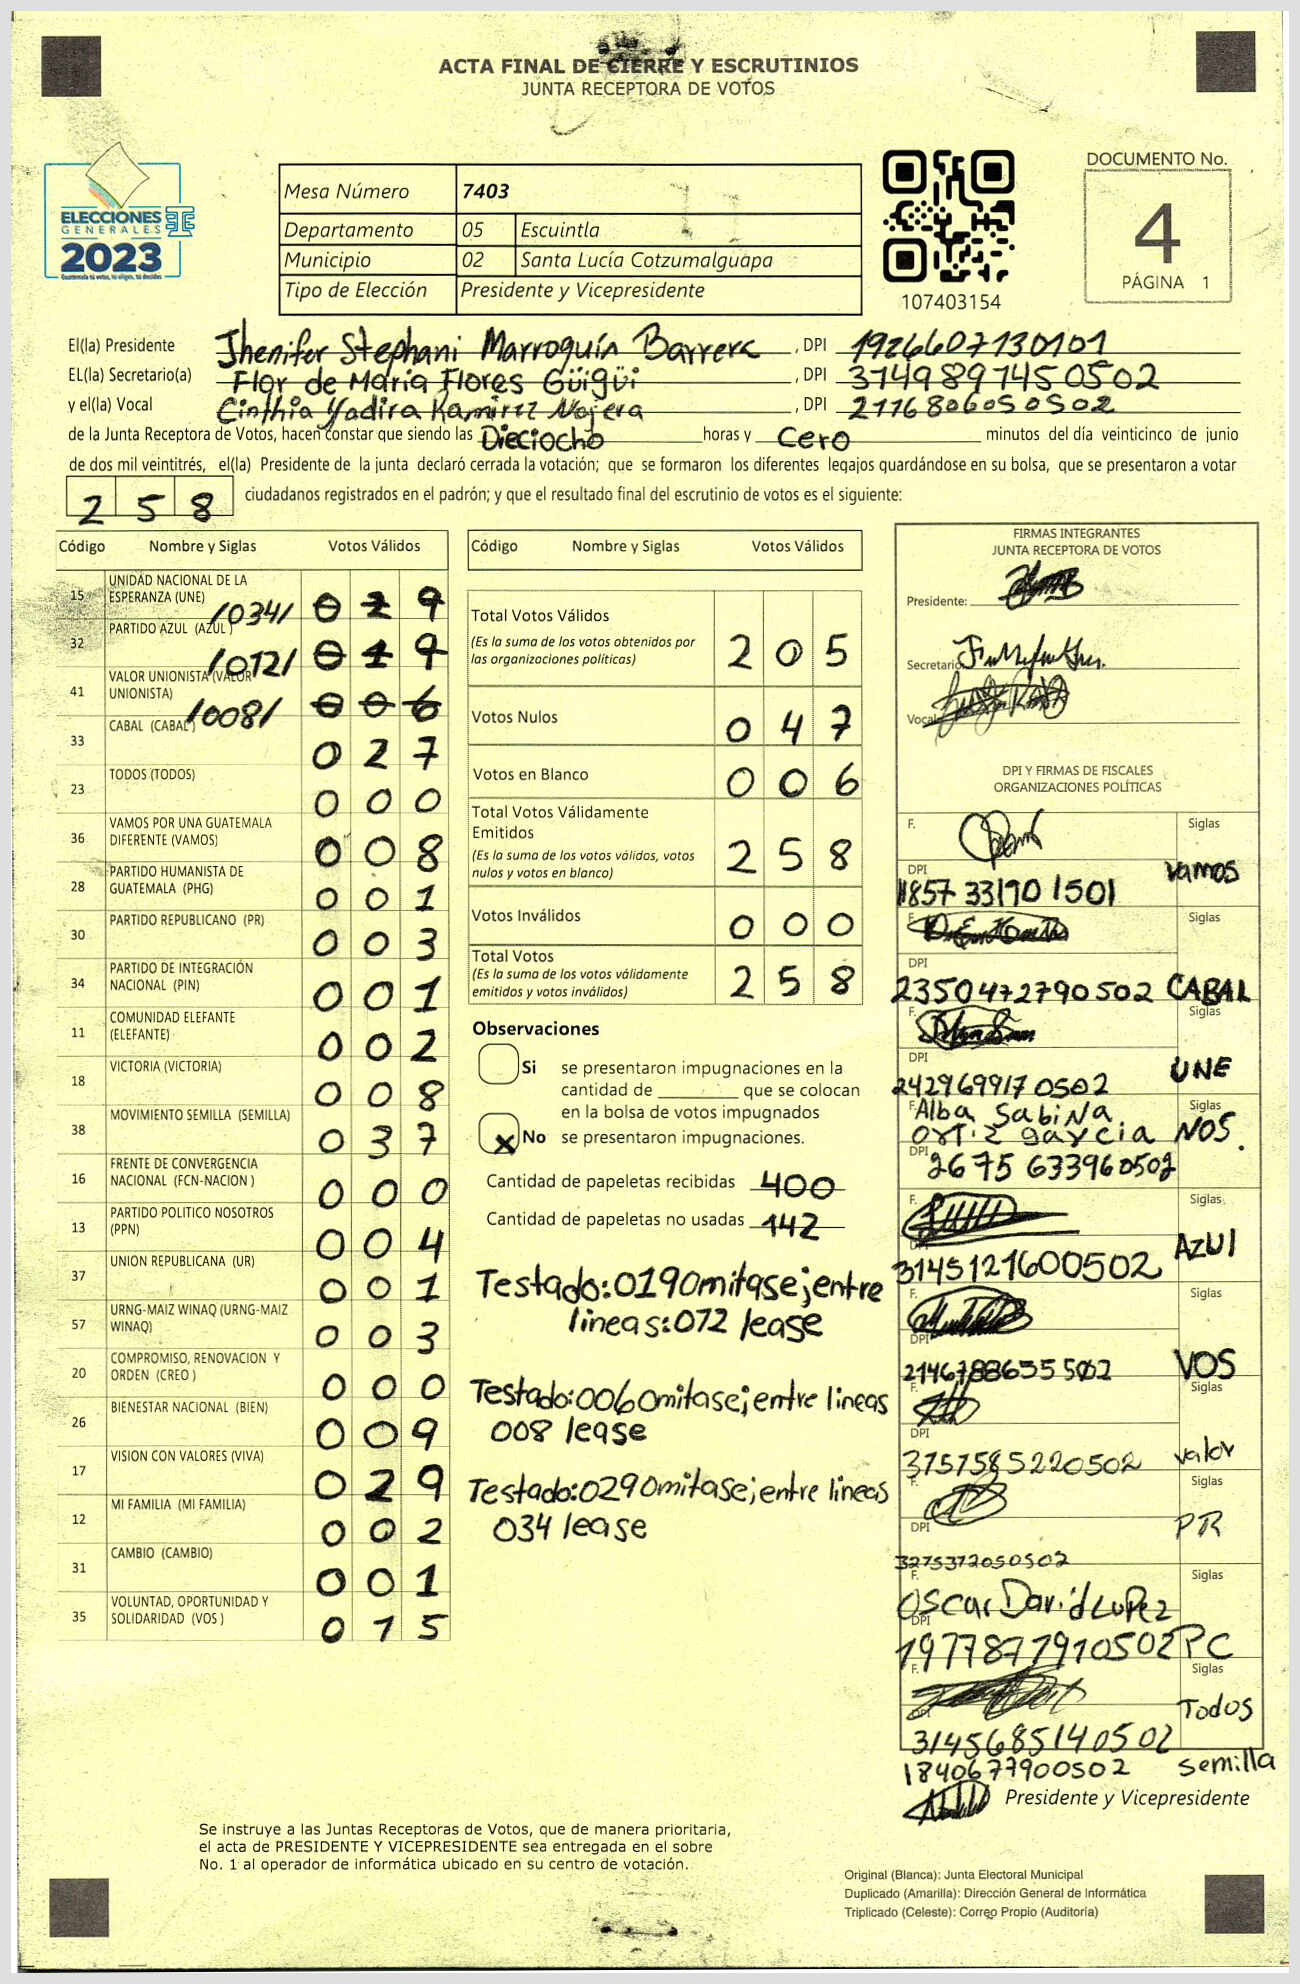 ACTA FINAL DE CIERRE Y ESCRUTINIOS
JUNTA RECEPTORA DE VOTOS
ELECCIONES
GENERALES
2023
Guatemala tú votas, tú eliges, tú decides
Mesa Número 7403
Departamento 05 Escuintla
Municipio 02 Santa Lucía Cotzumalguapa
Tipo de Elección Presidente y Vicepresidente
107403154
DOCUMENTO No.
4
PÁGINA 1
El(la) Presidente Jhenifer Stephani Marroquín Barrera , DPI 1926607130101
EL(la) Secretario(a) Flor de María Flores Güigüi , DPI 3149897450502
y el(la) Vocal Cinthia Yadira Ramirez Najera , DPI 2116806050502
de la Junta Receptora de Votos, hacen constar que siendo las Dieciocho horas y Cero minutos del día veinticinco de junio
de dos mil veintitrés, el(la) Presidente de la junta declaró cerrada la votación; que se formaron los diferentes legajos guardándose en su bolsa, que se presentaron a votar
258 ciudadanos registrados en el padrón; y que el resultado final del escrutinio de votos es el siguiente:
Código Nombre y Siglas Votos Válidos
15 UNIDAD NACIONAL DE LA ESPERANZA (UNE) /034/ 0 2 9
32 PARTIDO AZUL (AZUL ) /072/ 0 1 9
41 VALOR UNIONISTA (VALOR UNIONISTA) /008/ 0 0 6
33 CABAL (CABAL) 0 2 7
23 TODOS (TODOS) 0 0 0
36 VAMOS POR UNA GUATEMALA DIFERENTE (VAMOS) 0 0 8
28 PARTIDO HUMANISTA DE GUATEMALA (PHG) 0 0 1
30 PARTIDO REPUBLICANO (PR) 0 0 3
34 PARTIDO DE INTEGRACIÓN NACIONAL (PIN) 0 0 1
11 COMUNIDAD ELEFANTE (ELEFANTE) 0 0 2
18 VICTORIA (VICTORIA) 0 0 8
38 MOVIMIENTO SEMILLA (SEMILLA) 0 3 7
16 FRENTE DE CONVERGENCIA NACIONAL (FCN-NACION ) 0 0 0
13 PARTIDO POLITICO NOSOTROS (PPN) 0 0 4
37 UNION REPUBLICANA (UR) 0 0 1
57 URNG-MAIZ WINAQ (URNG-MAIZ WINAQ) 0 0 3
20 COMPROMISO, RENOVACION Y ORDEN (CREO ) 0 0 0
26 BIENESTAR NACIONAL (BIEN) 0 0 9
17 VISION CON VALORES (VIVA) 0 2 9
12 MI FAMILIA (MI FAMILIA) 0 0 2
31 CAMBIO (CAMBIO) 0 0 1
35 VOLUNTAD, OPORTUNIDAD Y SOLIDARIDAD (VOS ) 0 1 5
Código Nombre y Siglas Votos Válidos
Total Votos Válidos 2 0 5
(Es la suma de los votos obtenidos por
las organizaciones políticas)
Votos Nulos 0 4 7
Votos en Blanco 0 0 6
Total Votos Válidamente
Emitidos 2 5 8
(Es la suma de los votos válidos, votos
nulos y votos en blanco)
Votos Inválidos 0 0 0
Total Votos 2 5 8
(Es la suma de los votos válidamente
emitidos y votos inválidos)
Observaciones
Si se presentaron impugnaciones en la
cantidad de ________ que se colocan
en la bolsa de votos impugnados
x No se presentaron impugnaciones.
Cantidad de papeletas recibidas 400
Cantidad de papeletas no usadas 142
Testado:019Omitase;entre
lineas:072 lease
Testado:006Omitase;entre lineas
008 lease
Testado:029Omitase;entre lineas
034 lease
FIRMAS INTEGRANTES
JUNTA RECEPTORA DE VOTOS
Presidente:
Secretario
Vocal
DPI Y FIRMAS DE FISCALES
ORGANIZACIONES POLÍTICAS
F. Siglas
DPI 1857 33190 1501 Vamos
F. Siglas
DPI 2350472790502 CABAL
Siglas
DPI 2429699170502 UNE
F. Alba Sabina Siglas
Ortiz garcia NOS.
DPI 2675 633960502
F. Siglas
DPI 3145121600502 AZUl
F. Siglas
DPI VOS
F. Siglas
DPI 3757585220502 valor
F. Siglas
DPI 3275372050502 PR
F. Siglas
Oscar David Lopez
DPI 1977877910502 PC
F. Siglas
DPI 3145685140502 Todos
1840677900502 Semilla
Presidente y Vicepresidente
Se instruye a las Juntas Receptoras de Votos, que de manera prioritaria,
el acta de PRESIDENTE Y VICEPRESIDENTE sea entregada en el sobre
No. 1 al operador de informática ubicado en su centro de votación.
Original (Blanca): Junta Electoral Municipal
Duplicado (Amarilla): Dirección General de Informática
Triplicado (Celeste): Correo Propio (Auditoría)